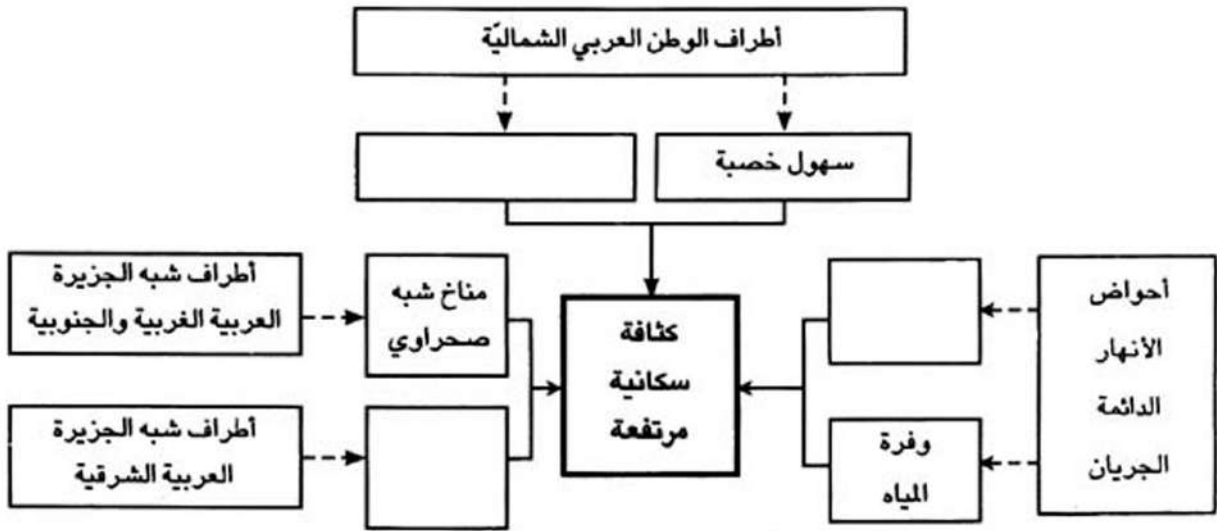 أطراف الوطن العربي الشماليّة
سهول خصبة
أحواض
الأنهار
الدائمة
الجريان
وفرة
المياه
كثافة
سكانية
مرتفعة
مناخ شبه
صحراوي
أطراف شبه الجزيرة
العربية الغربية والجنوبية
أطراف شبه الجزيرة
العربية الشرقية